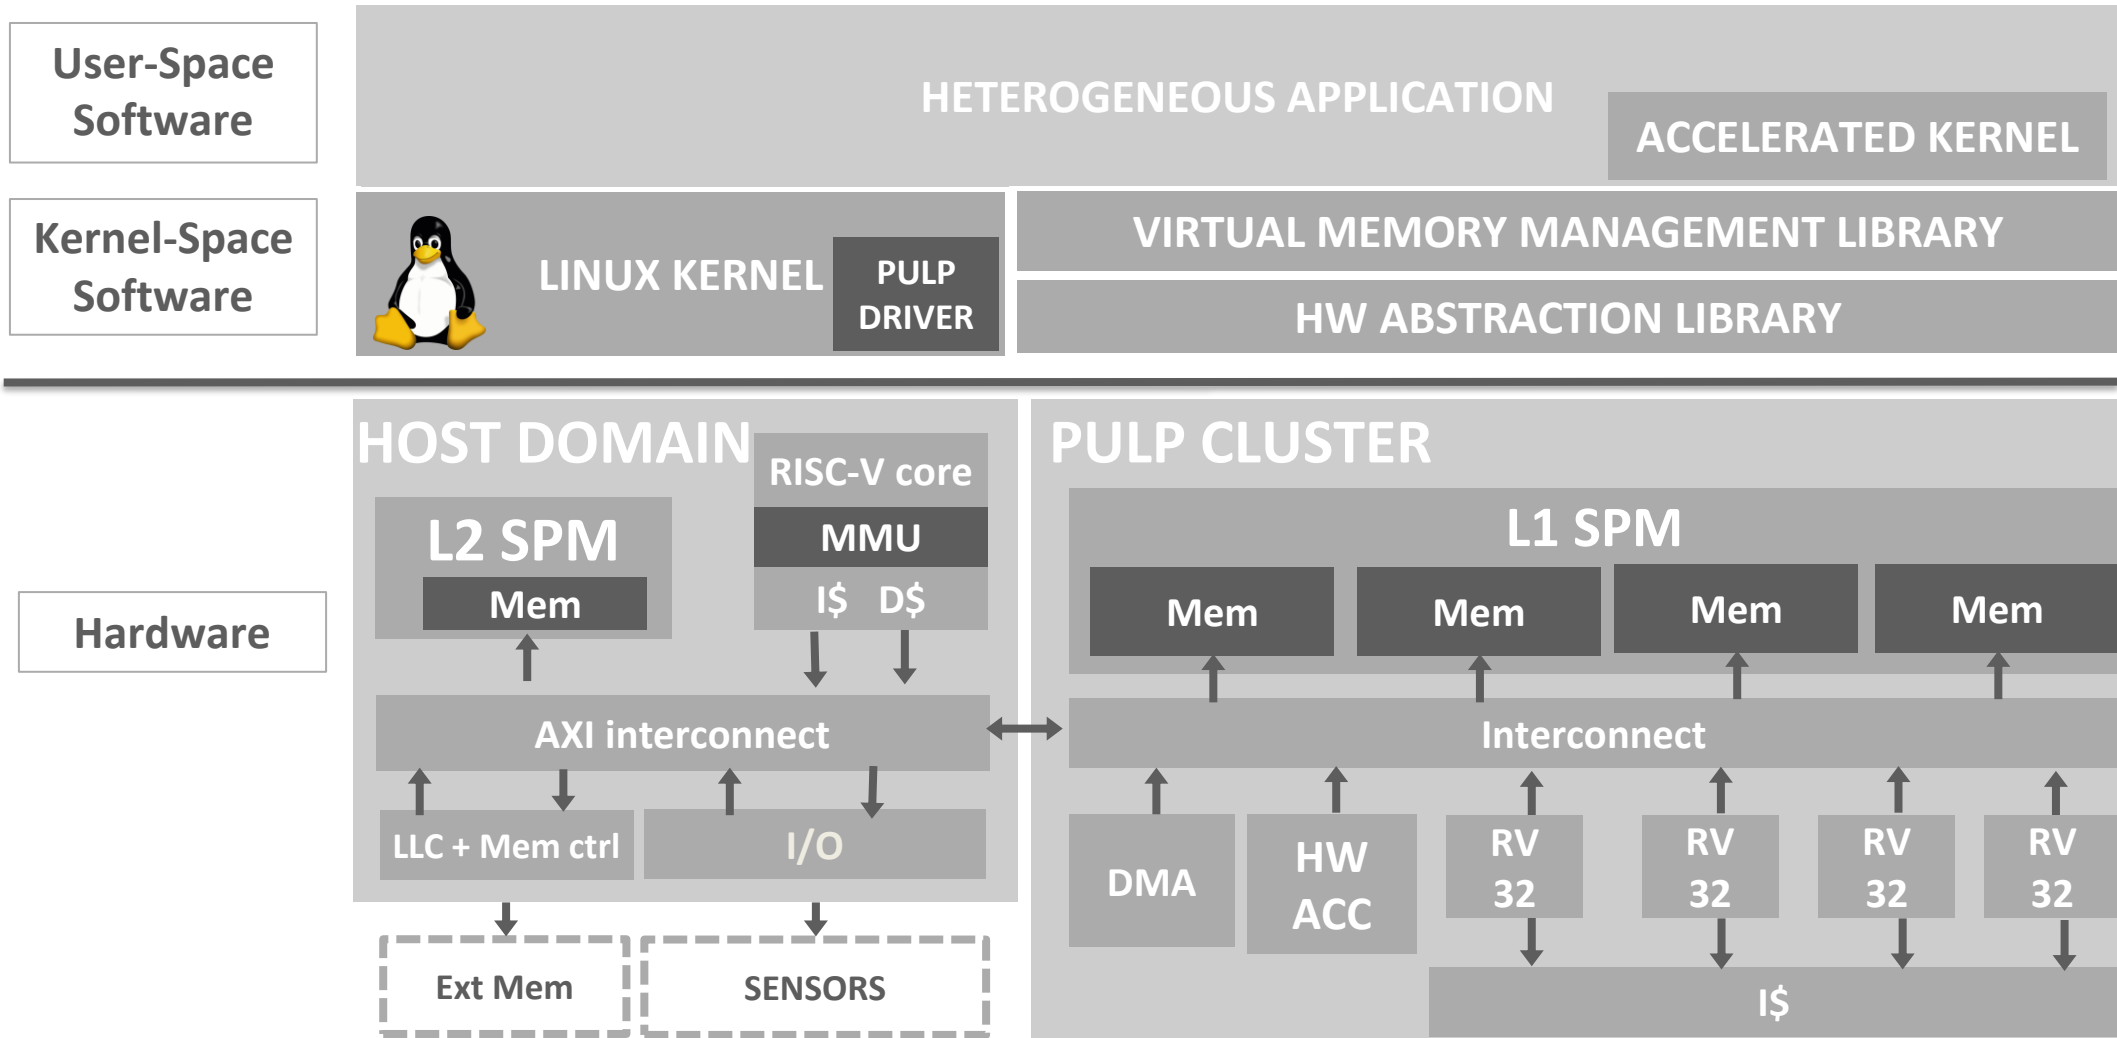 User-Space
Software
HETEROGENEOUS APPLICATION
ACCELERATED KERNEL
Kernel-Space
Software
LINUX KERNEL
PULP
DRIVER
VIRTUAL MEMORY MANAGEMENT LIBRARY
HW ABSTRACTION LIBRARY
Hardware
HOST DOMAIN
RISC-V core
MMU
I$ D$
L2 SPM
Mem
AXI interconnect
LLC + Mem ctrl
I/O
Ext Mem
SENSORS
PULP CLUSTER
L1 SPM
Mem
Mem
Mem
Mem
Interconnect
DMA
HW
ACC
RV
32
RV
32
RV
32
RV
32
I$